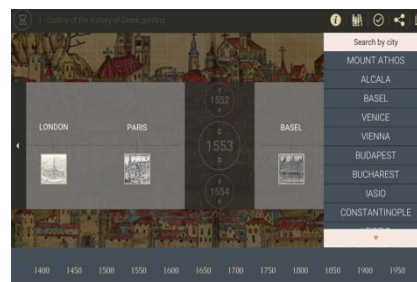 Outline of the history of Greek printing
Search by city
MOUNT ATHOS
ALCALA
BASEL
VENICE
VIENNA
BUDAPEST
BUCHAREST
IASIO
CONSTANTINOPLE
1552
LONDON
PARIS
1553
BASEL
1554
1400 1450 1500 1550 1600 1650 1700 1750 1800 1850 1900 1950